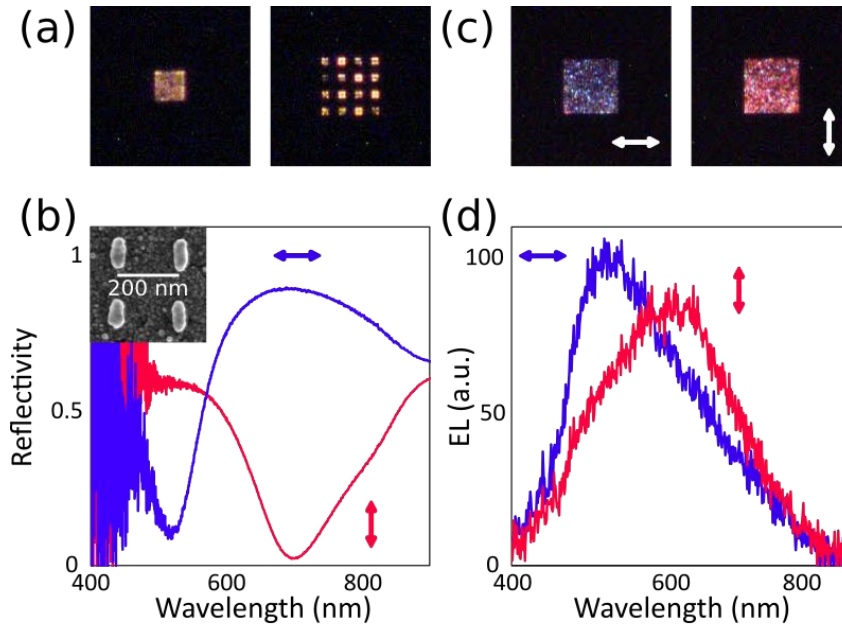 (a)
(c)
(b)
1
0.5
0
Reflectivity
200 nm
400
600
800
Wavelength (nm)
(d)
100
50
0
EL (a.u.)
400
600
800
Wavelength (nm)